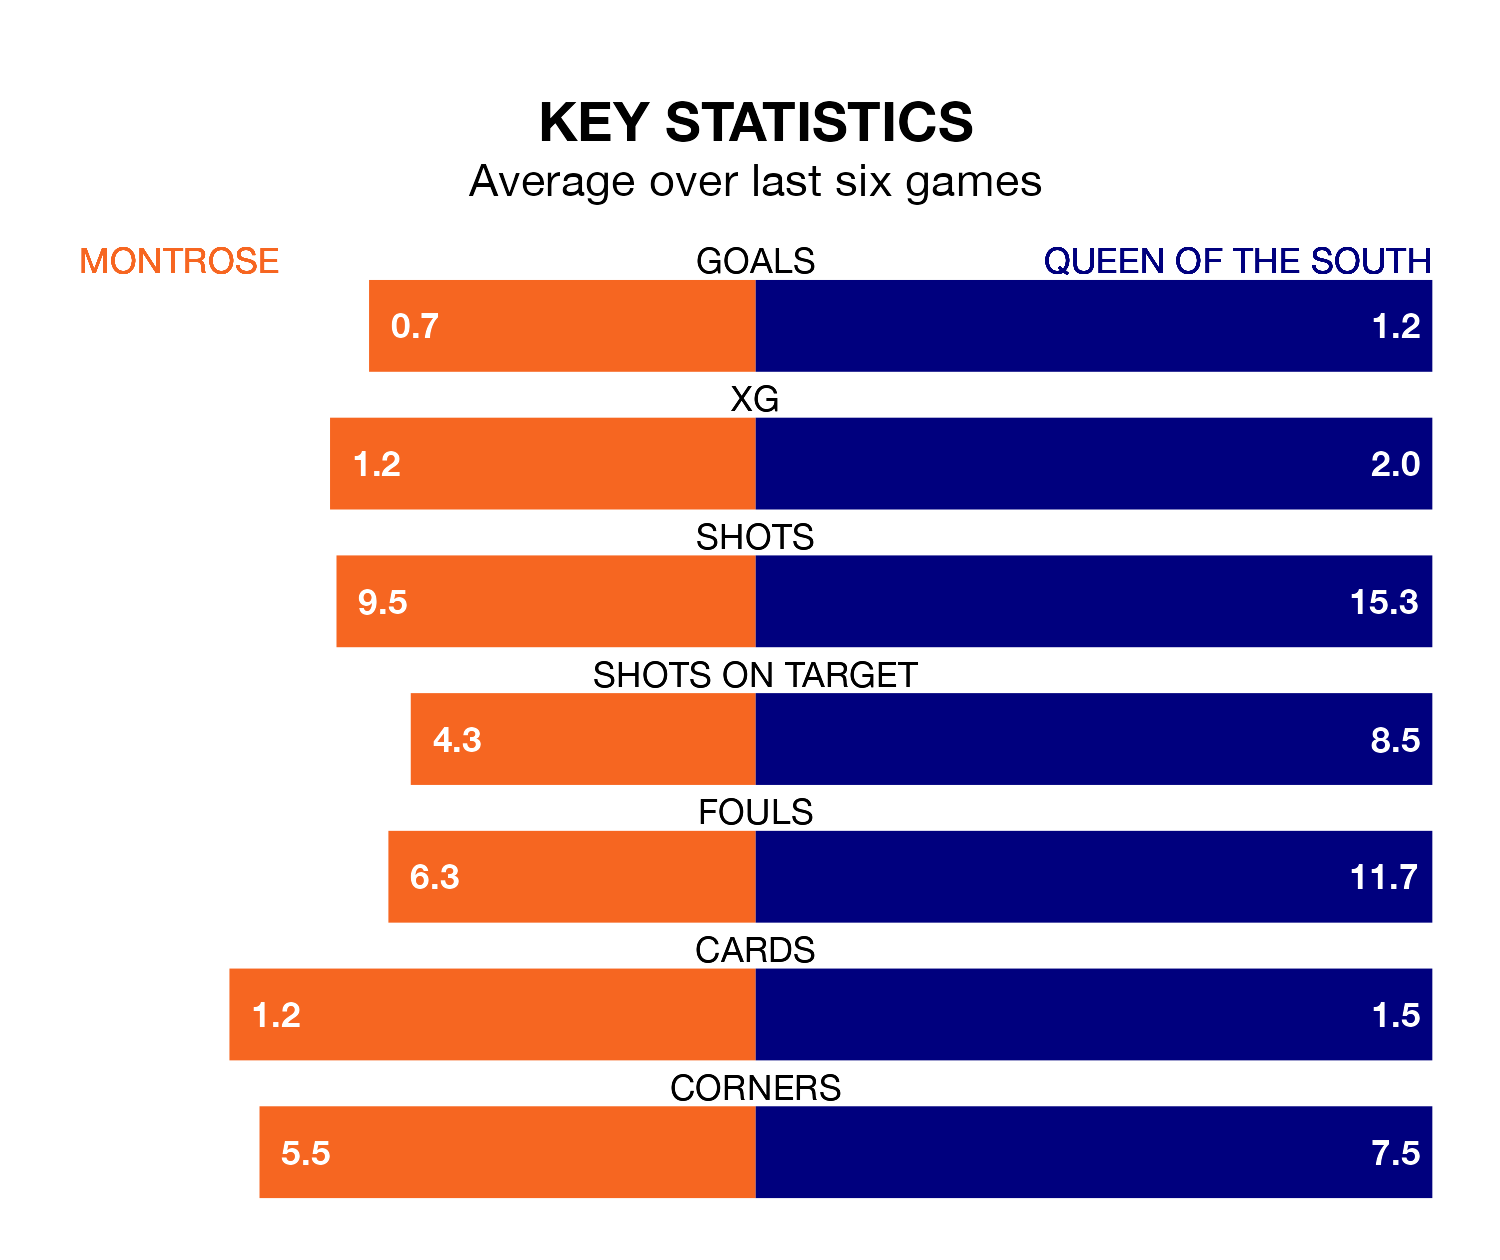 KEY STATISTICS
Average over last six games
MONTROSE GOALS QUEEN OF THE SOUTH
0.7 1.2
XG
1.2 2.0
SHOTS
9.5 15.3
SHOTS ON TARGET
4.3 8.5
FOULS
6.3 11.7
CARDS
1.2 1.5
CORNERS
5.5 7.5